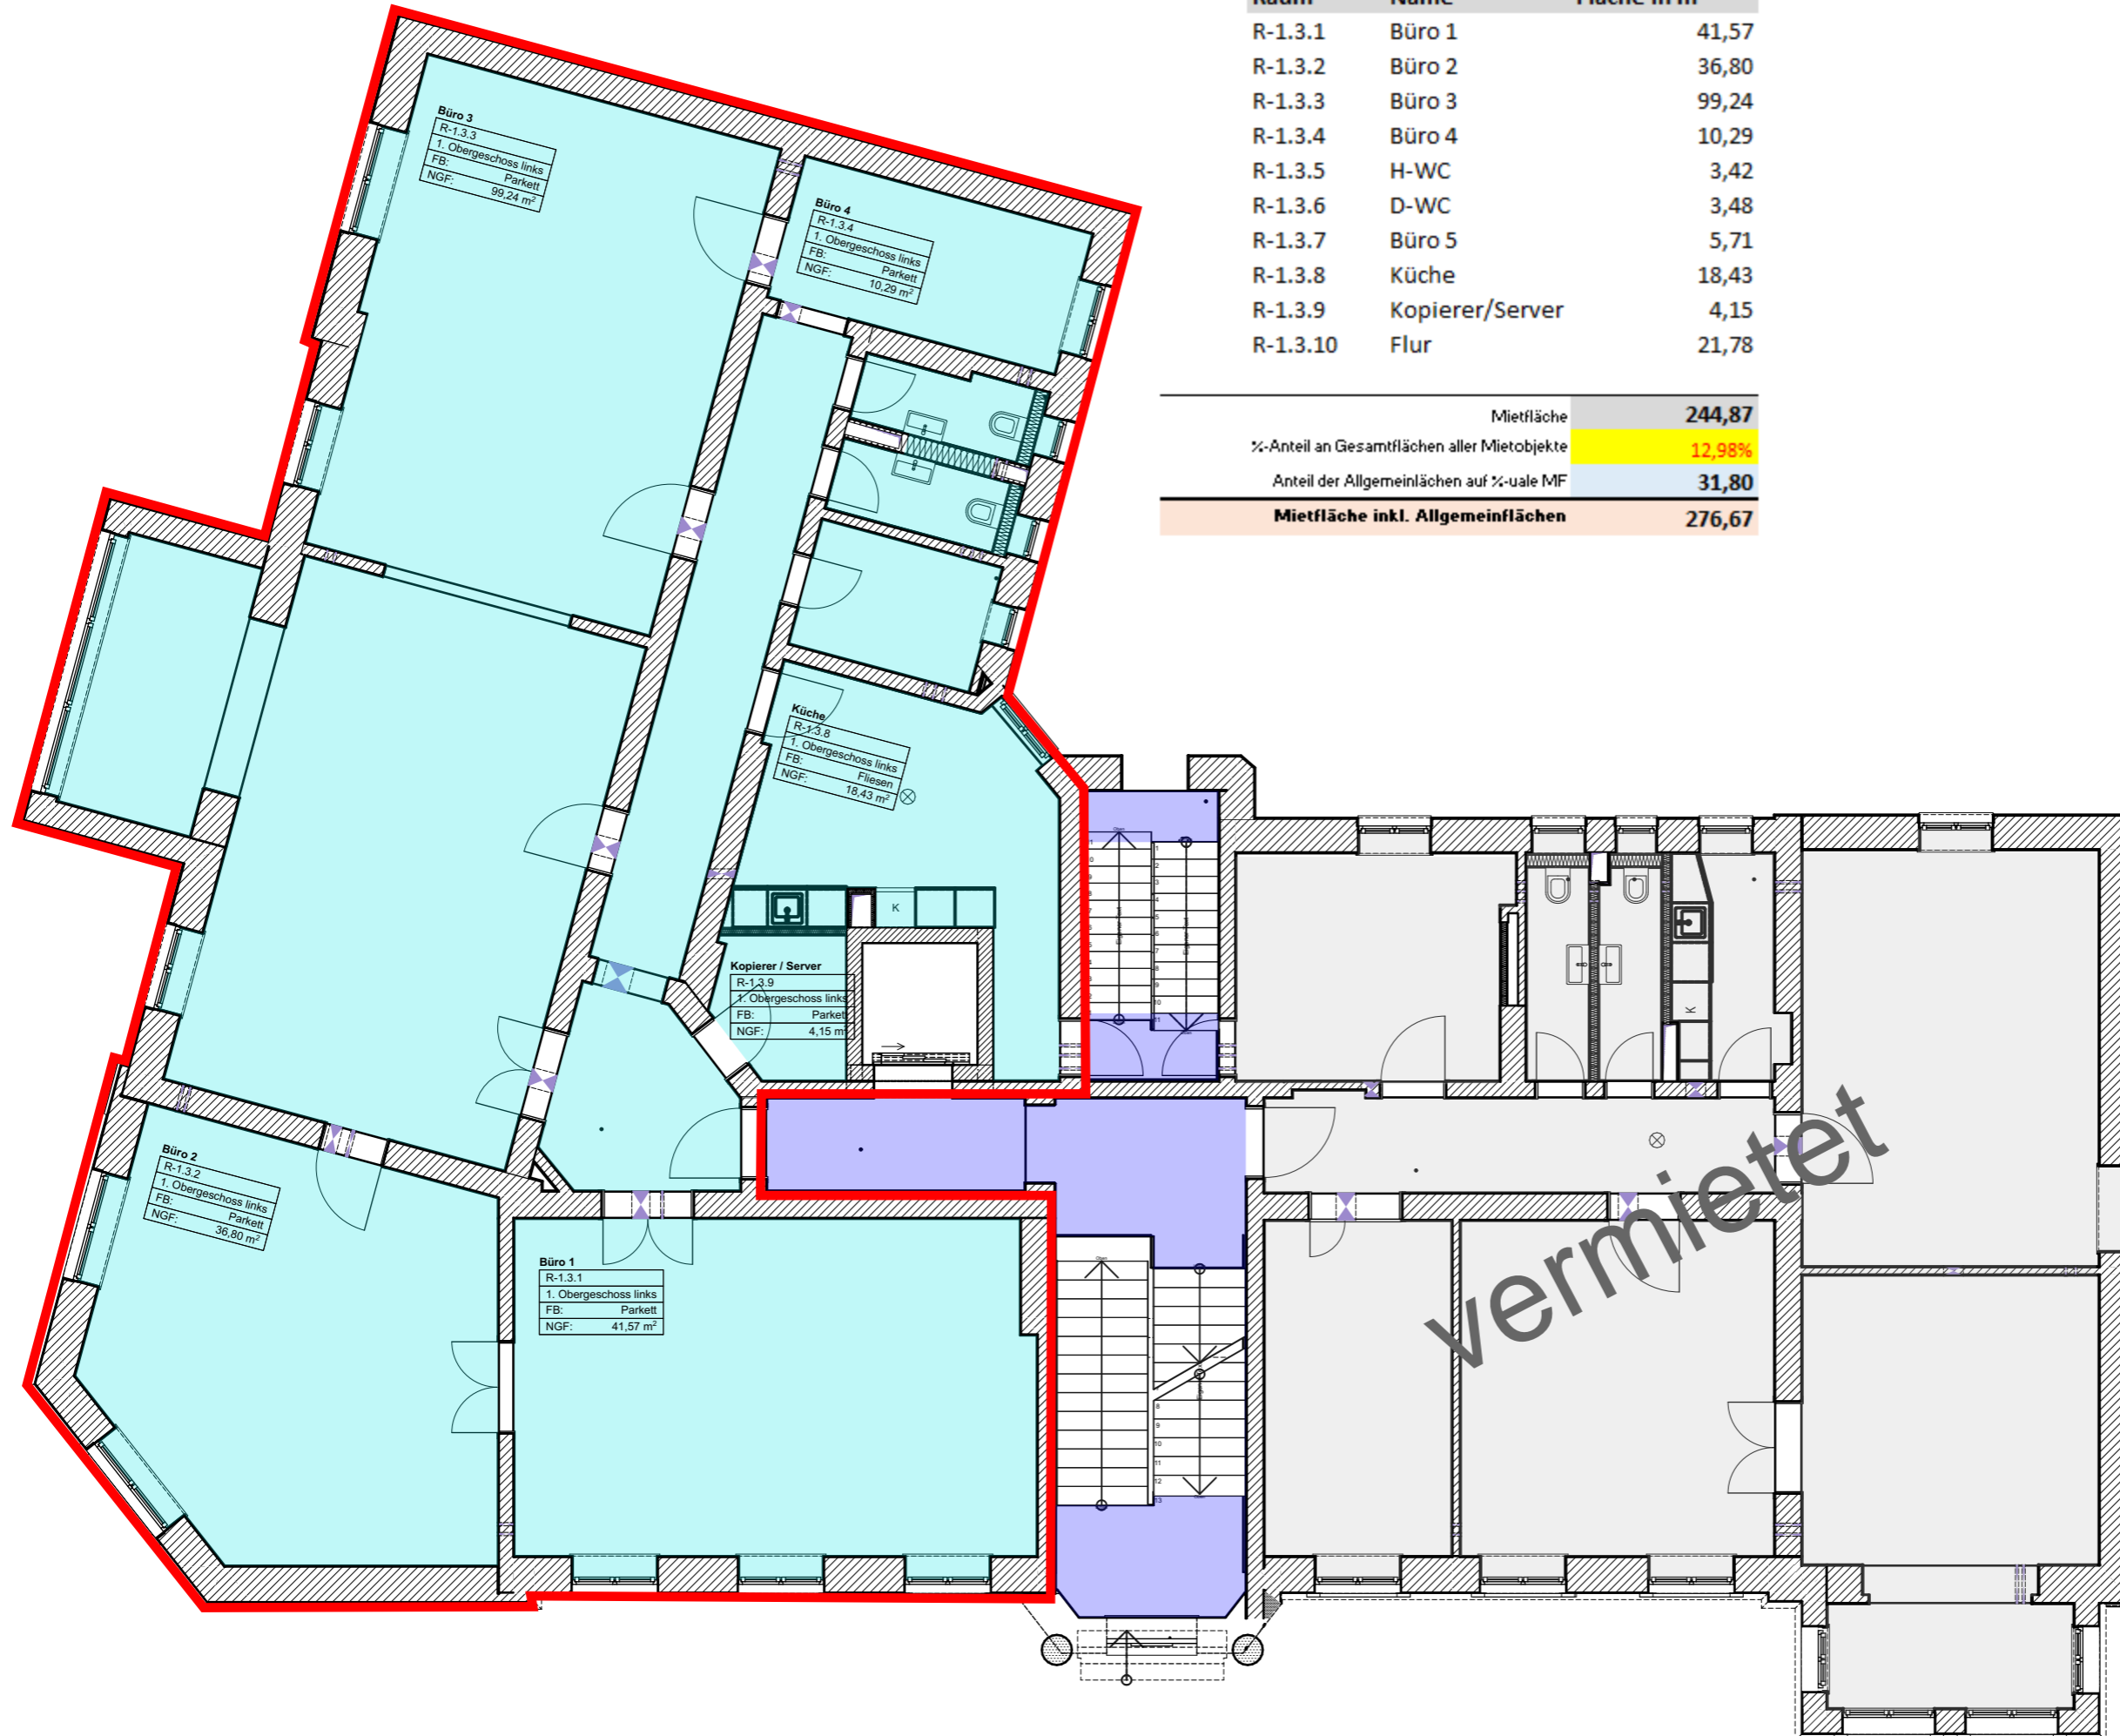 Raum Name Fläche in m²
R-1.3.1 Büro 1 41,57
R-1.3.2 Büro 2 36,80
R-1.3.3 Büro 3 99,24
R-1.3.4 Büro 4 10,29
R-1.3.5 H-WC 3,42
R-1.3.6 D-WC 3,48
R-1.3.7 Büro 5 5,71
R-1.3.8 Küche 18,43
R-1.3.9 Kopierer/Server 4,15
R-1.3.10 Flur 21,78
Mietfläche 244,87
%-Anteil an Gesamtflächen aller Mietobjekte 12,98%
Anteil der Allgemeinlächen auf %-uale MF 31,80
Mietfläche inkl. Allgemeinflächen 276,67
Büro 3
R-1.3.3
1. Obergeschoss links
FB: Parkett
NGF: 99,24 m²
Büro 4
R-1.3.4
1. Obergeschoss links
FB: Parkett
NGF: 10,29 m²
Küche
R-1.3.8
1. Obergeschoss links
FB: Fliesen
NGF: 18,43 m²
K
Kopierer / Server
R-1.3.9
1. Obergeschoss links
FB: Parkett
NGF: 4,15 m²
K
Büro 2
R-1.3.2
1. Obergeschoss links
FB: Parkett
NGF: 36,80 m²
Büro 1
R-1.3.1
1. Obergeschoss links
FB: Parkett
NGF: 41,57 m²
vermietet